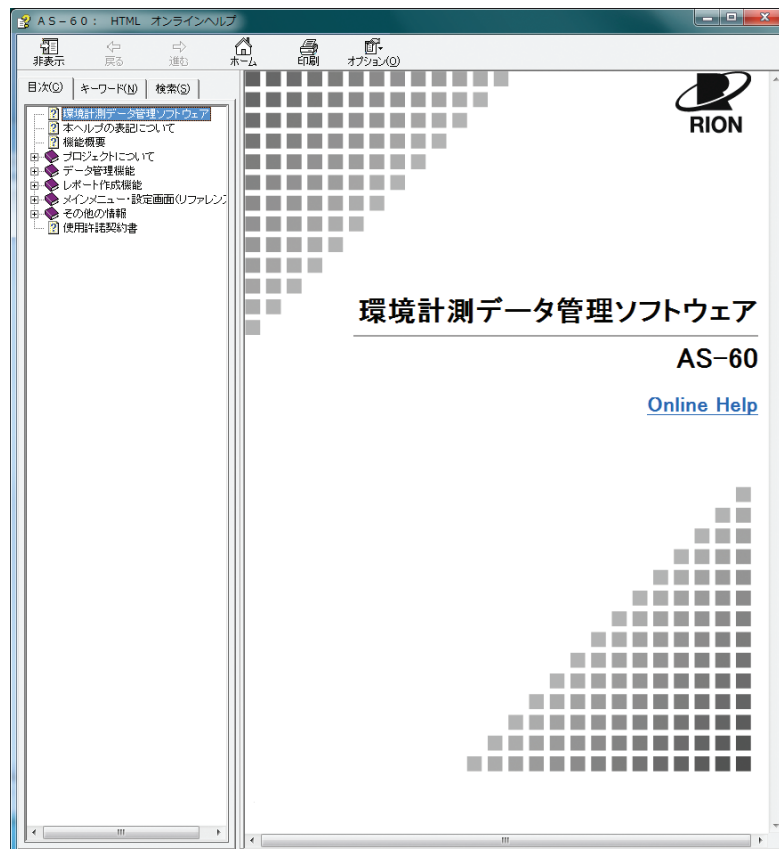 AS-60: HTML オンラインヘルプ
非表示 戻る 進む ホーム 印刷 オプション(O)
目次(C) キーワード(N) 検索(S)
環境計測データ管理ソフトウェア
本ヘルプの表記について
機能概要
プロジェクトについて
データ管理機能
レポート作成機能
メインメニュー・設定画面(リファレンス
その他の情報
使用許諾契約書
RION
環境計測データ管理ソフトウェア
AS-60
Online Help